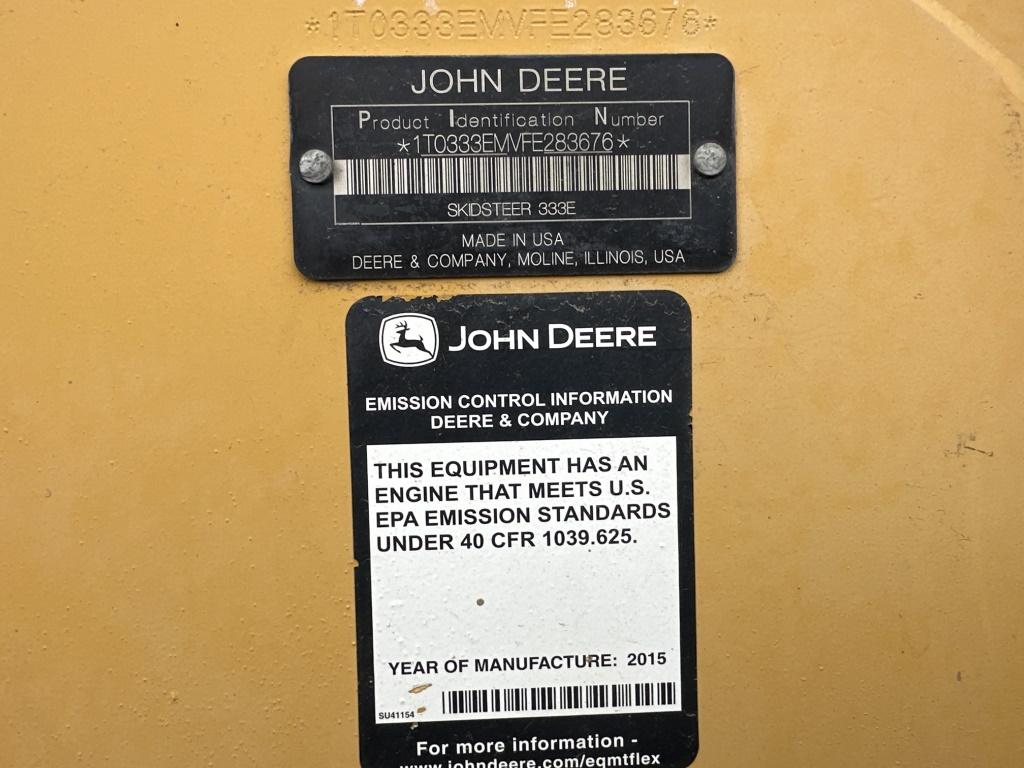 *1T0333EMVFE283676*
JOHN DEERE
Product Identification Number
*1T0333EMVFE283676*
SKIDSTEER 333E
MADE IN USA
DEERE & COMPANY, MOLINE, ILLINOIS, USA
JOHN DEERE
EMISSION CONTROL INFORMATION
DEERE & COMPANY
THIS EQUIPMENT HAS AN
ENGINE THAT MEETS U.S.
EPA EMISSION STANDARDS
UNDER 40 CFR 1039.625.
YEAR OF MANUFACTURE: 2015
SU41154
For more information -
www.johndeere.com/eqmtflex